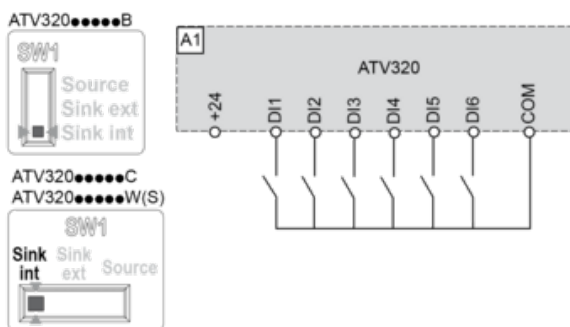 ATV320●●●●●B
SW1
Source
Sink ext
Sink int
ATV320●●●●●C
ATV320●●●●●W(S)
SW1
Sink int
Sink ext
Source
A1
ATV320
+24
DI1
DI2
DI3
DI4
DI5
DI6
COM